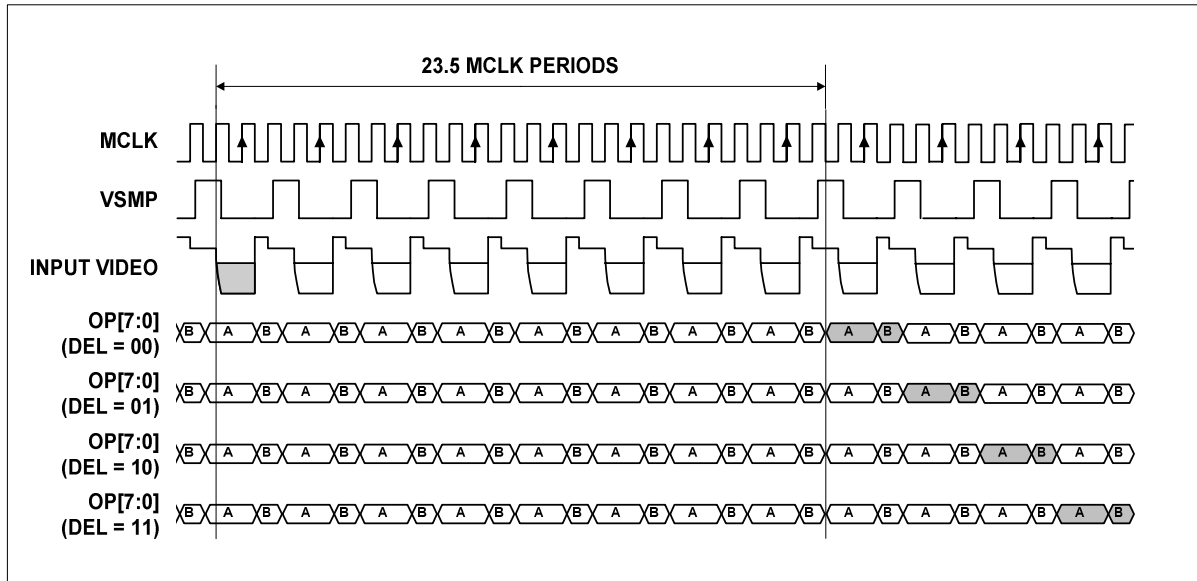 23.5 MCLK PERIODS
MCLK
VSMP
INPUT VIDEO
OP[7:0]
(DEL = 00)
B A B A B A B A B A B A B A B A B A B A B A B A B
OP[7:0]
(DEL = 01)
B A B A B A B A B A B A B A B A B A B A B A B A B
OP[7:0]
(DEL = 10)
B A B A B A B A B A B A B A B A B A B A B A B A B
OP[7:0]
(DEL = 11)
B A B A B A B A B A B A B A B A B A B A B A B A B